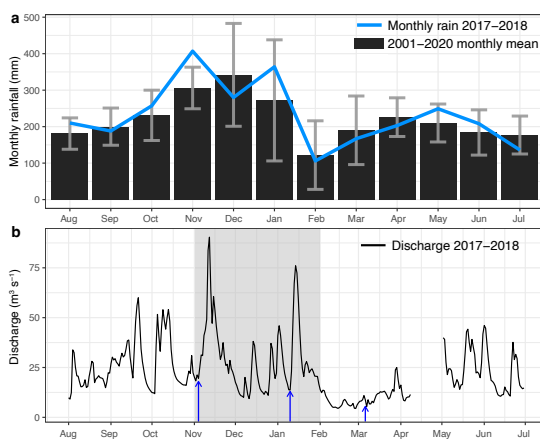 a
Monthly rain 2017−2018
2001−2020 monthly mean
Monthly rainfall (mm)
500
400
300
200
100
0
Aug Sep Oct Nov Dec Jan Feb Mar Apr May Jun Jul
b
Discharge 2017−2018
Discharge (m³ s⁻¹)
75
50
25
0
Aug Sep Oct Nov Dec Jan Feb Mar Apr May Jun Jul